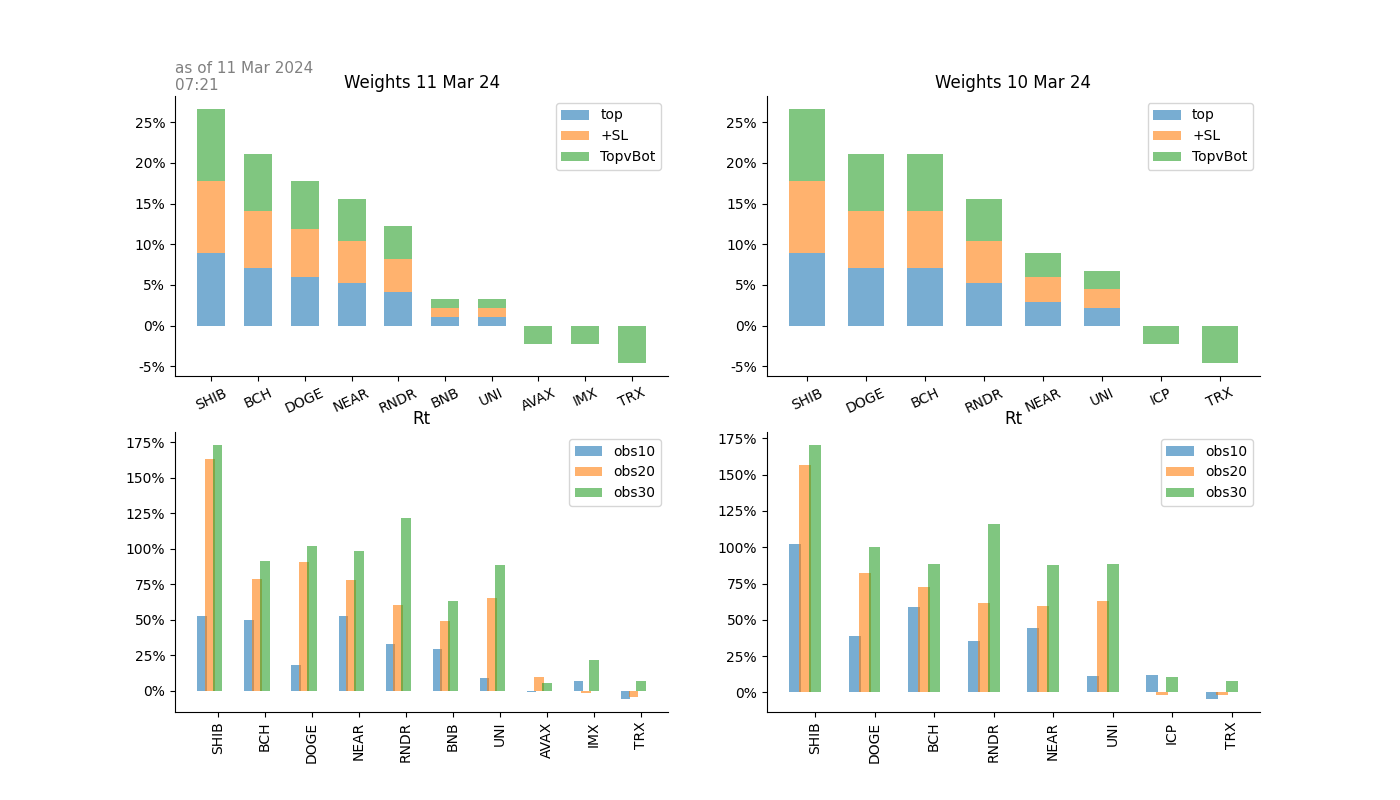 as of 11 Mar 2024
07:21
Weights 11 Mar 24
25%
20%
15%
10%
5%
0%
-5%
top
+SL
TopvBot
SHIB BCH DOGE NEAR RNDR BNB UNI AVAX IMX TRX
Weights 10 Mar 24
25%
20%
15%
10%
5%
0%
-5%
top
+SL
TopvBot
SHIB DOGE BCH RNDR NEAR UNI ICP TRX
Rt
175%
150%
125%
100%
75%
50%
25%
0%
obs10
obs20
obs30
SHIB BCH DOGE NEAR RNDR BNB UNI AVAX IMX TRX
Rt
175%
150%
125%
100%
75%
50%
25%
0%
obs10
obs20
obs30
SHIB DOGE BCH RNDR NEAR UNI ICP TRX